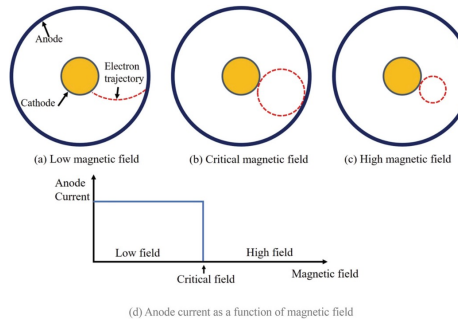 Anode
Electron
trajectory
Cathode
(a) Low magnetic field
(b) Critical magnetic field
(c) High magnetic field
Anode
Current
Low field
High field
Critical field
Magnetic field
(d) Anode current as a function of magnetic field